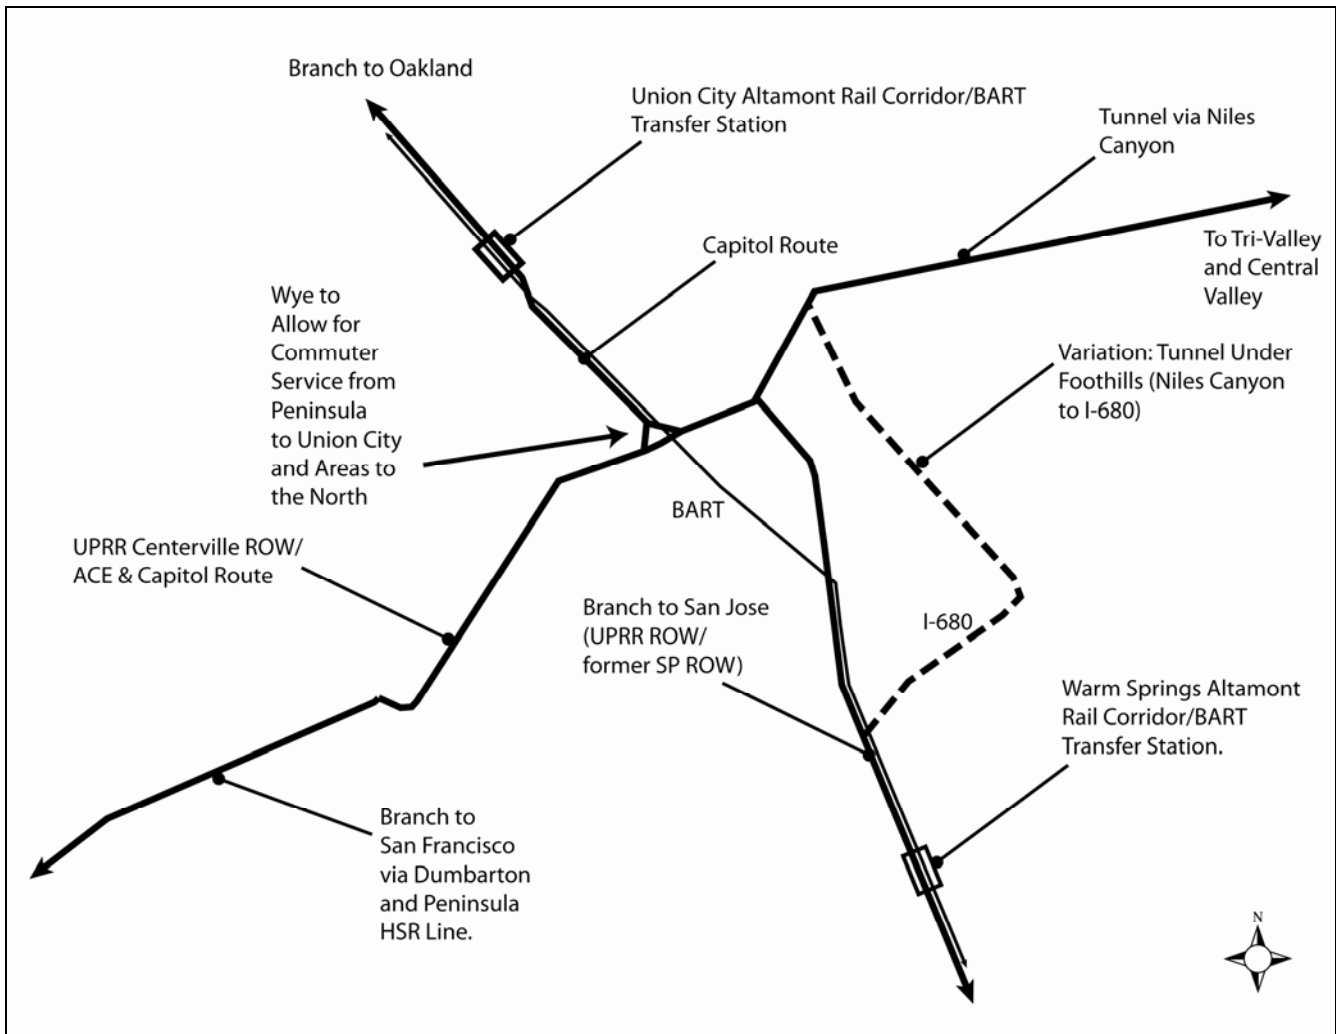 Branch to Oakland
Union City Altamont Rail Corridor/BART
Transfer Station
Tunnel via Niles
Canyon
Capitol Route
To Tri-Valley
and Central
Valley
Wye to
Allow for
Commuter
Service from
Peninsula
to Union City
and Areas to
the North
Variation: Tunnel Under
Foothills (Niles Canyon
to I-680)
BART
UPRR Centerville ROW/
ACE & Capitol Route
Branch to San Jose
(UPRR ROW/
former SP ROW)
I-680
Warm Springs Altamont
Rail Corridor/BART
Transfer Station.
Branch to
San Francisco
via Dumbarton
and Peninsula
HSR Line.
N